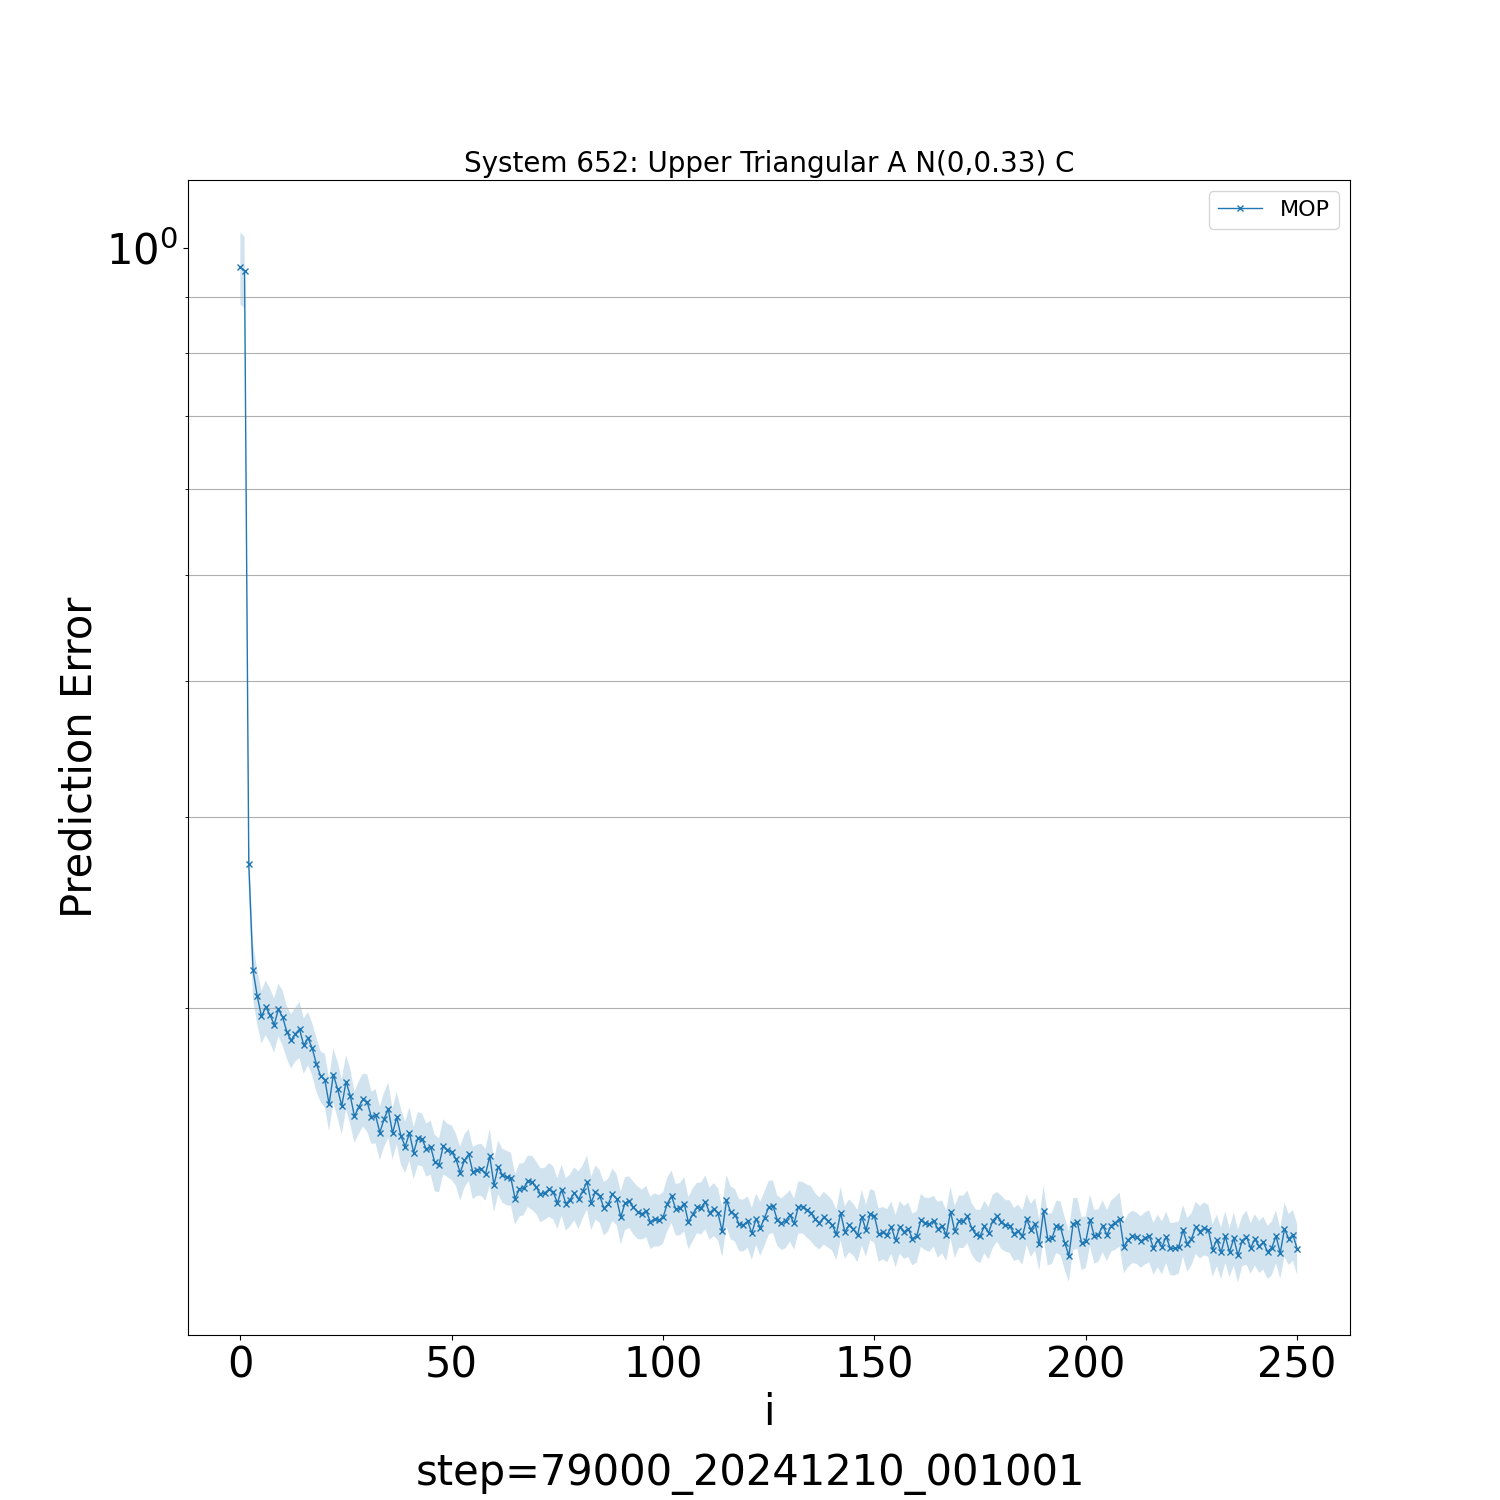 System 652: Upper Triangular A N(0,0.33) C
MOP
10⁰
Prediction Error
0 50 100 150 200 250
i
step=79000_20241210_001001